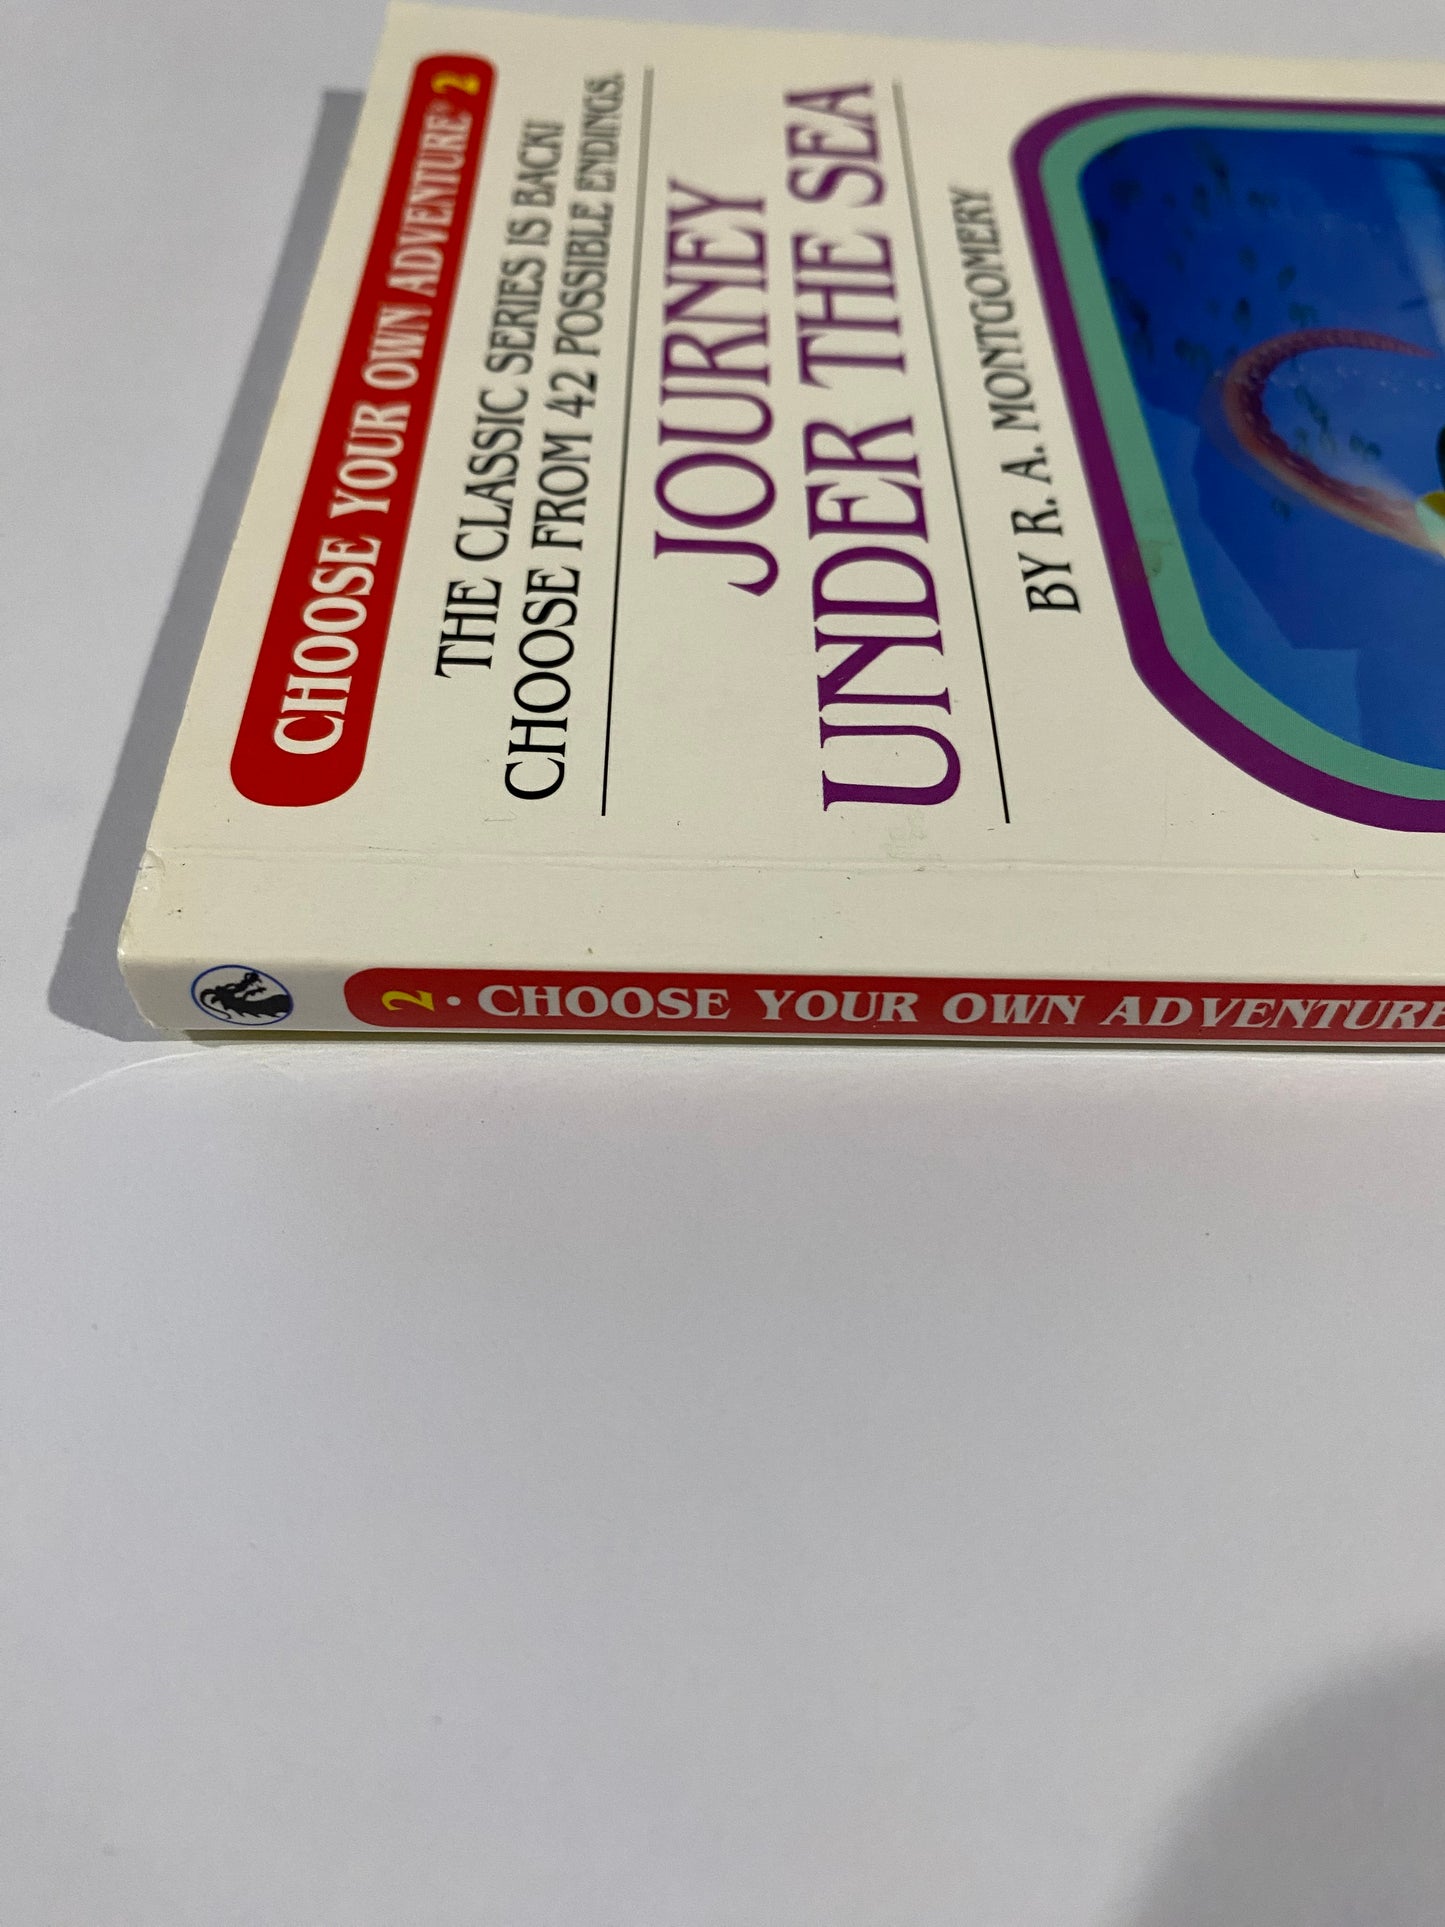 CHOOSE YOUR OWN ADVENTURE® 2
THE CLASSIC SERIES IS BACK!
CHOOSE FROM 42 POSSIBLE ENDINGS.
JOURNEY
UNDER THE SEA
BY R. A. MONTGOMERY
2 · CHOOSE YOUR OWN ADVENTURE